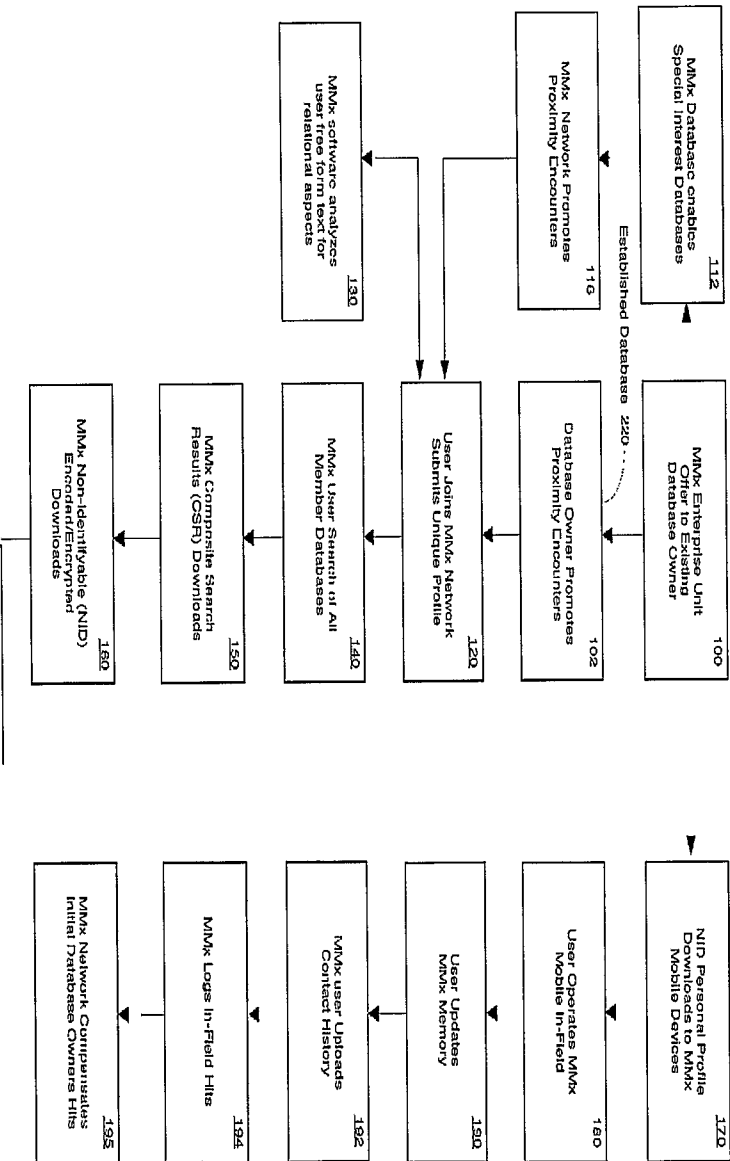 112
MMx Database enables
Special Interest Databases
116
MMx Network Promotes
Proximity Encounters
130
MMx software analyzes
user free form text for
relational aspects
Established Database 220
100
MMx Enterprise Unit
Offer to Existing
Database Owner
102
Database Owner Promotes
Proximity Encounters
120
User Joins MMx Network
Submits Unique Profile
140
MMx User Search of All
Member Databases
150
MMx Composite Search
Results (CSR) Downloads
160
MMx Non-Identifyable (NID)
Encoded/Encrypted
Downloads
170
NID Personal Profile
Downloads to MMx
Mobile Devices
180
User Operates MMx
Mobile In-Field
190
User Updates
MMx Memory
192
MMx user Uploads
Contact History
194
MMx Logs In-Field Hits
195
MMx Network Compensates
Initial Database Owners Hits